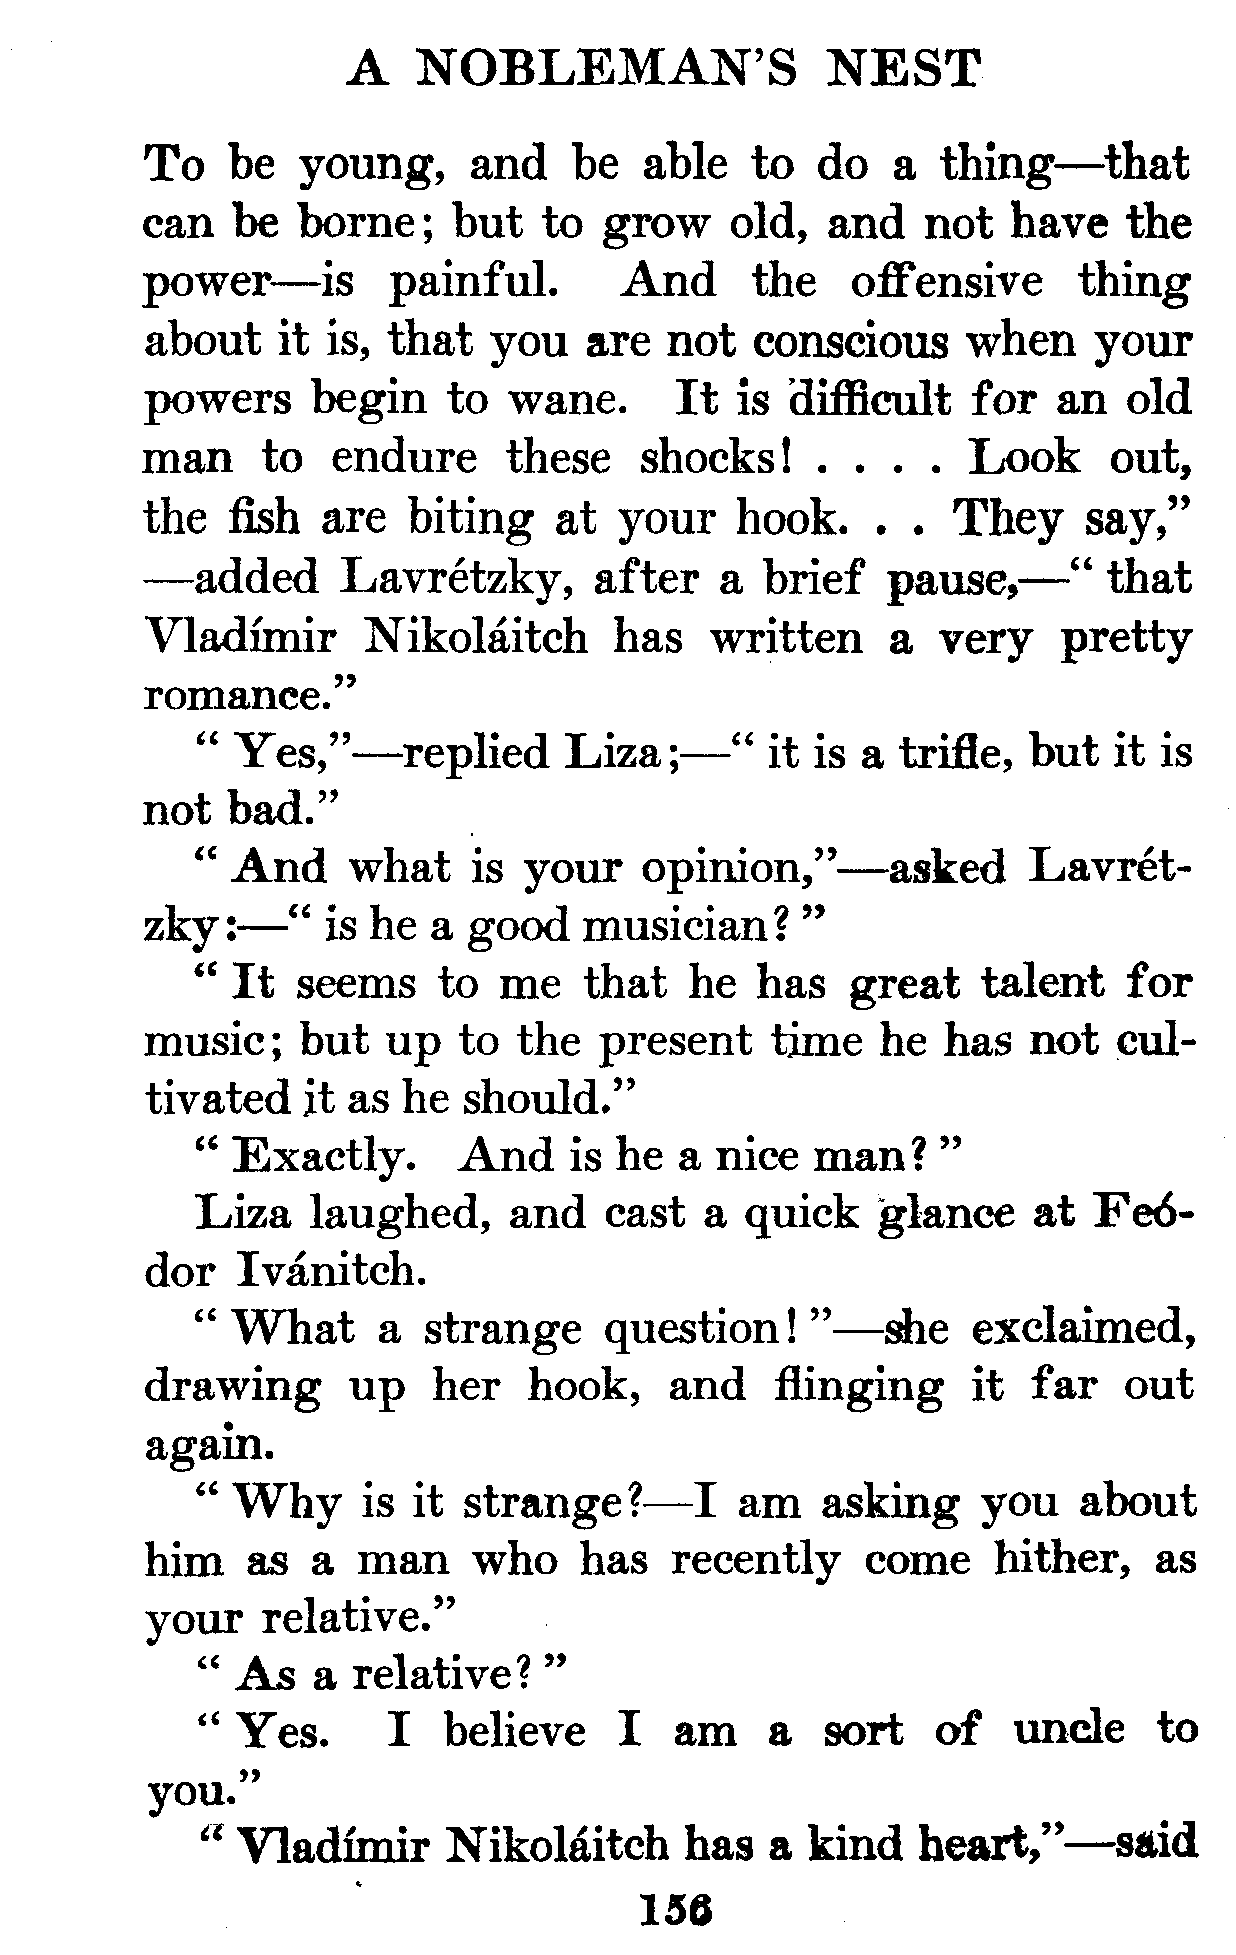 A NOBLEMAN'S NEST
To be young, and be able to do a thing—that
can be borne; but to grow old, and not have the
power—is painful. And the offensive thing
about it is, that you are not conscious when your
powers begin to wane. It is difficult for an old
man to endure these shocks! . . . . Look out,
the fish are biting at your hook. . . They say,”
—added Lavrétzky, after a brief pause,—“ that
Vladímir Nikoláitch has written a very pretty
romance.”
“ Yes,”—replied Liza;—“ it is a trifle, but it is
not bad.”
“ And what is your opinion,”—asked Lavrét-
zky:—“ is he a good musician? ”
“ It seems to me that he has great talent for
music; but up to the present time he has not cul-
tivated it as he should.”
“ Exactly. And is he a nice man? ”
Liza laughed, and cast a quick glance at Feó-
dor Ivánitch.
“ What a strange question! ”—she exclaimed,
drawing up her hook, and flinging it far out
again.
“ Why is it strange?—I am asking you about
him as a man who has recently come hither, as
your relative.”
“ As a relative? ”
“ Yes. I believe I am a sort of uncle to
you.”
“ Vladímir Nikoláitch has a kind heart,”—said
156